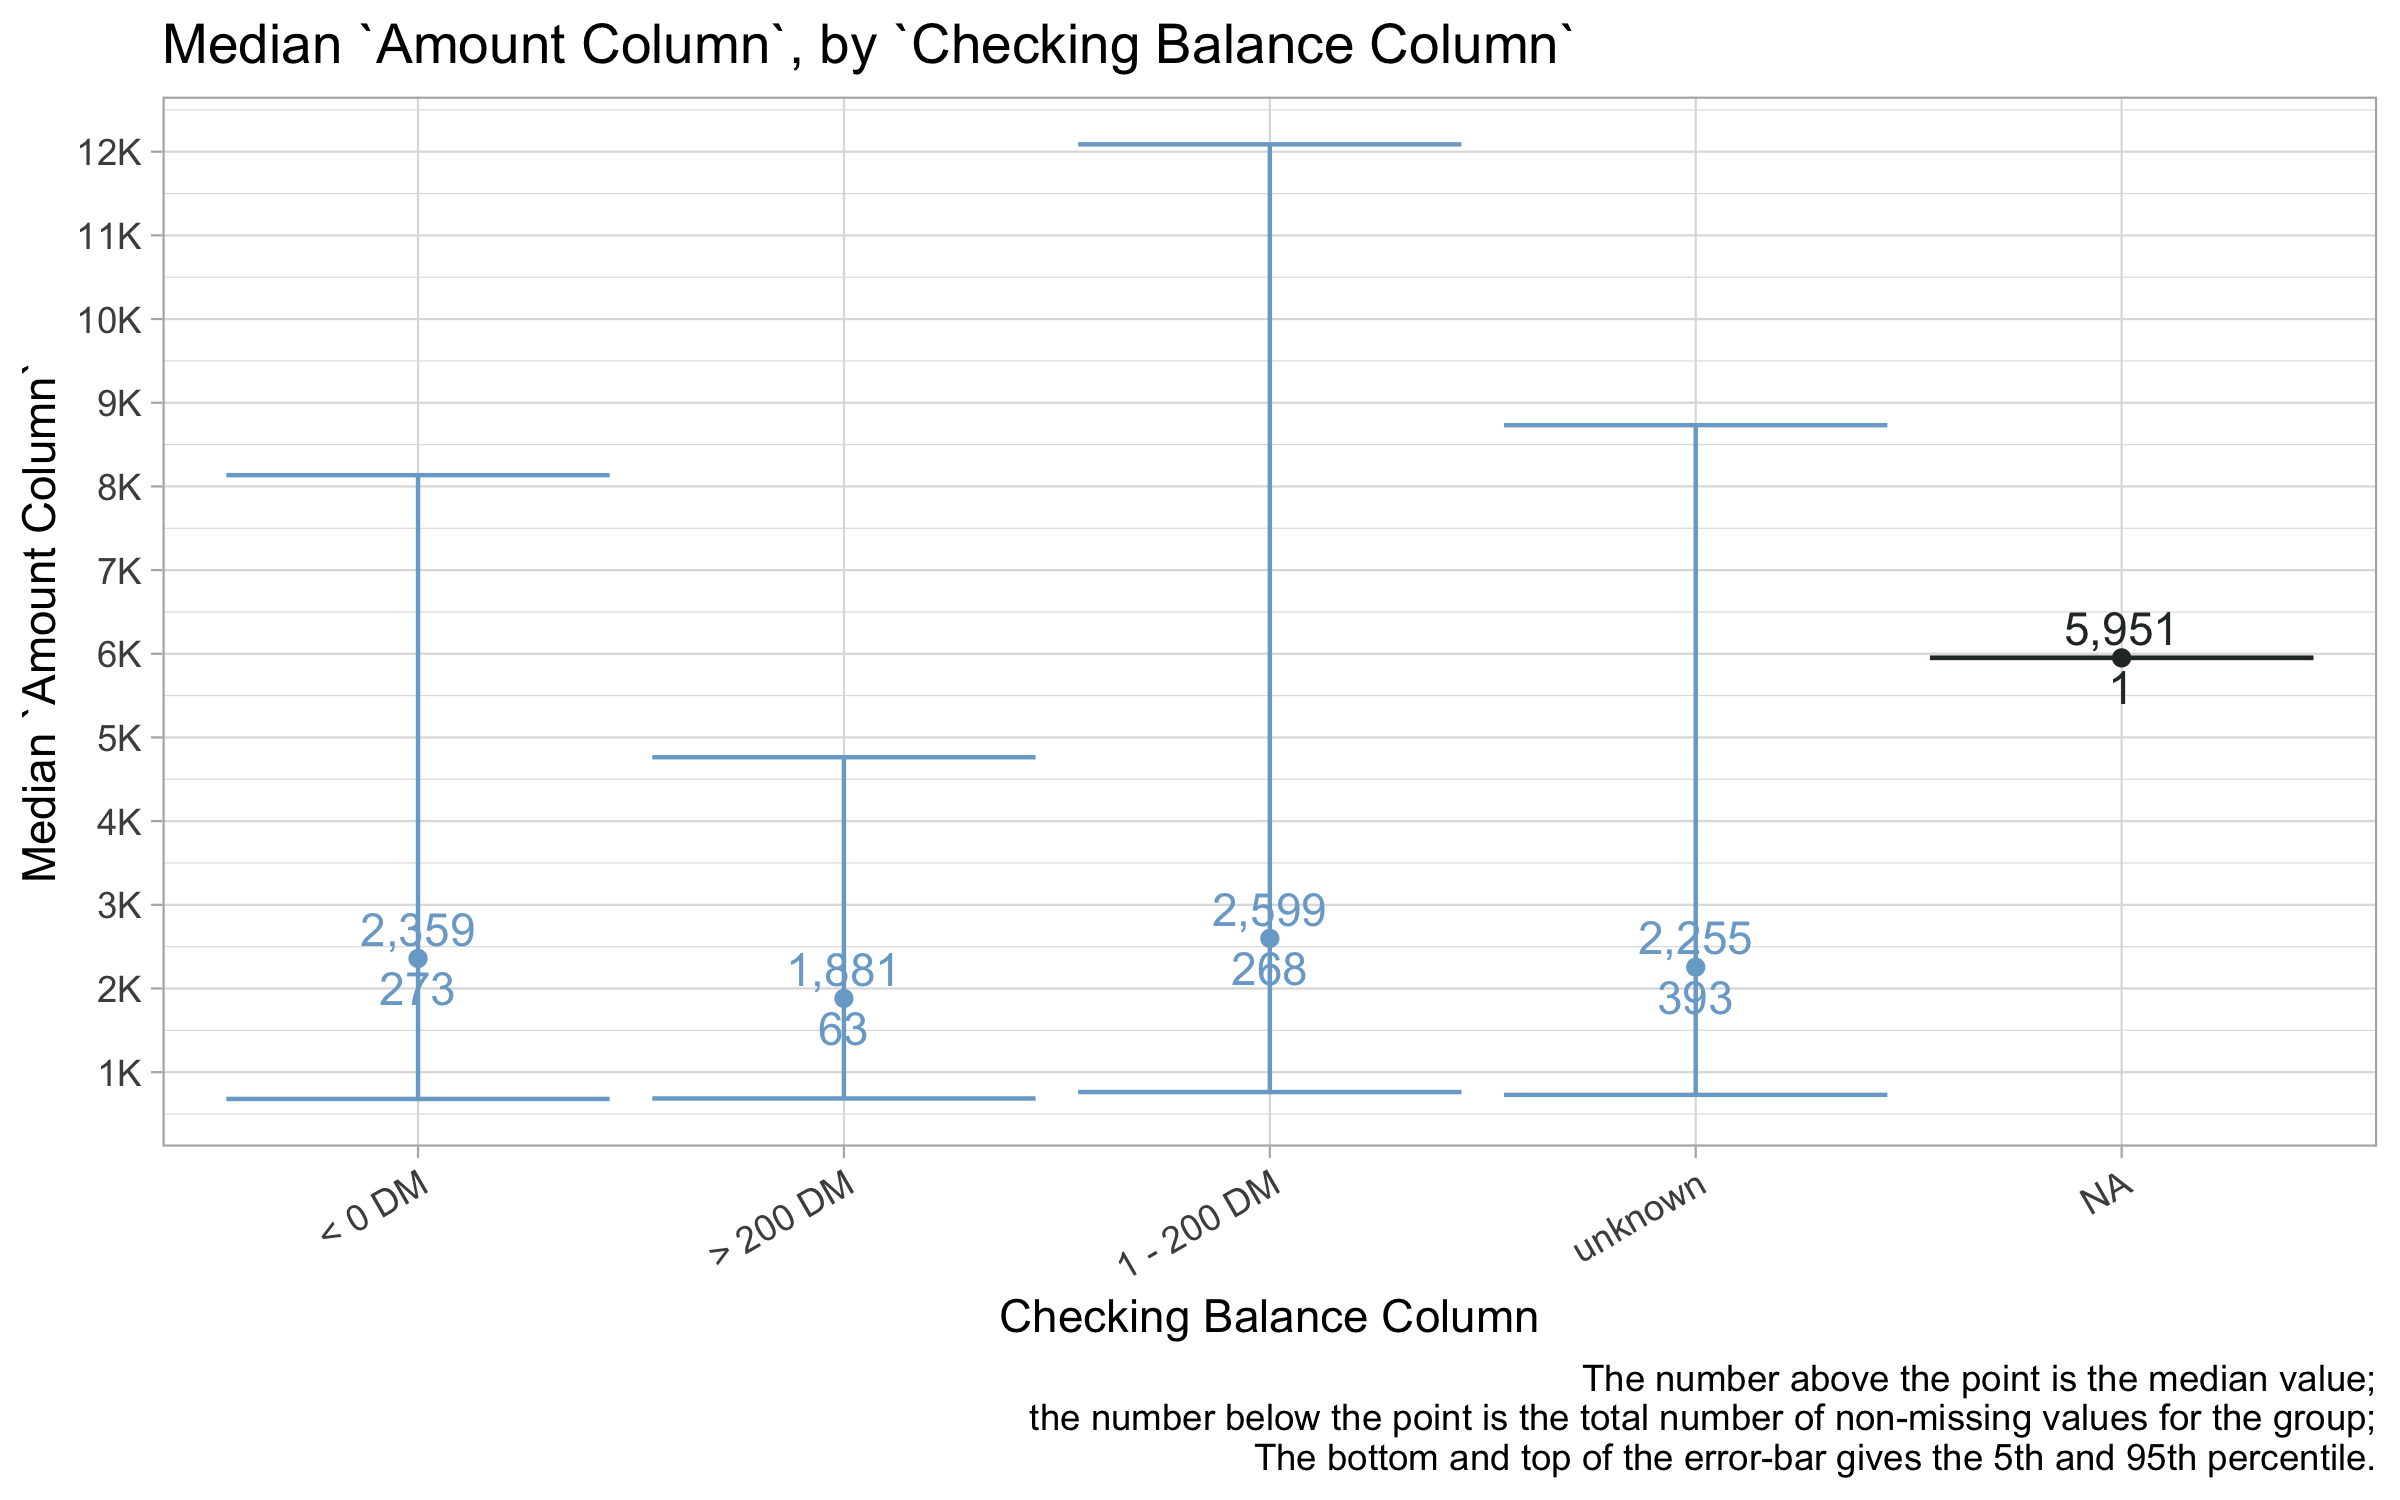 Median `Amount Column`, by `Checking Balance Column`
Median `Amount Column`
12K
11K
10K
9K
8K
7K
6K
5K
4K
3K
2K
1K
2,359
273
1,881
63
2,599
268
2,255
393
5,951
1
< 0 DM
> 200 DM
1 - 200 DM
unknown
NA
Checking Balance Column
The number above the point is the median value;
the number below the point is the total number of non-missing values for the group;
The bottom and top of the error-bar gives the 5th and 95th percentile.